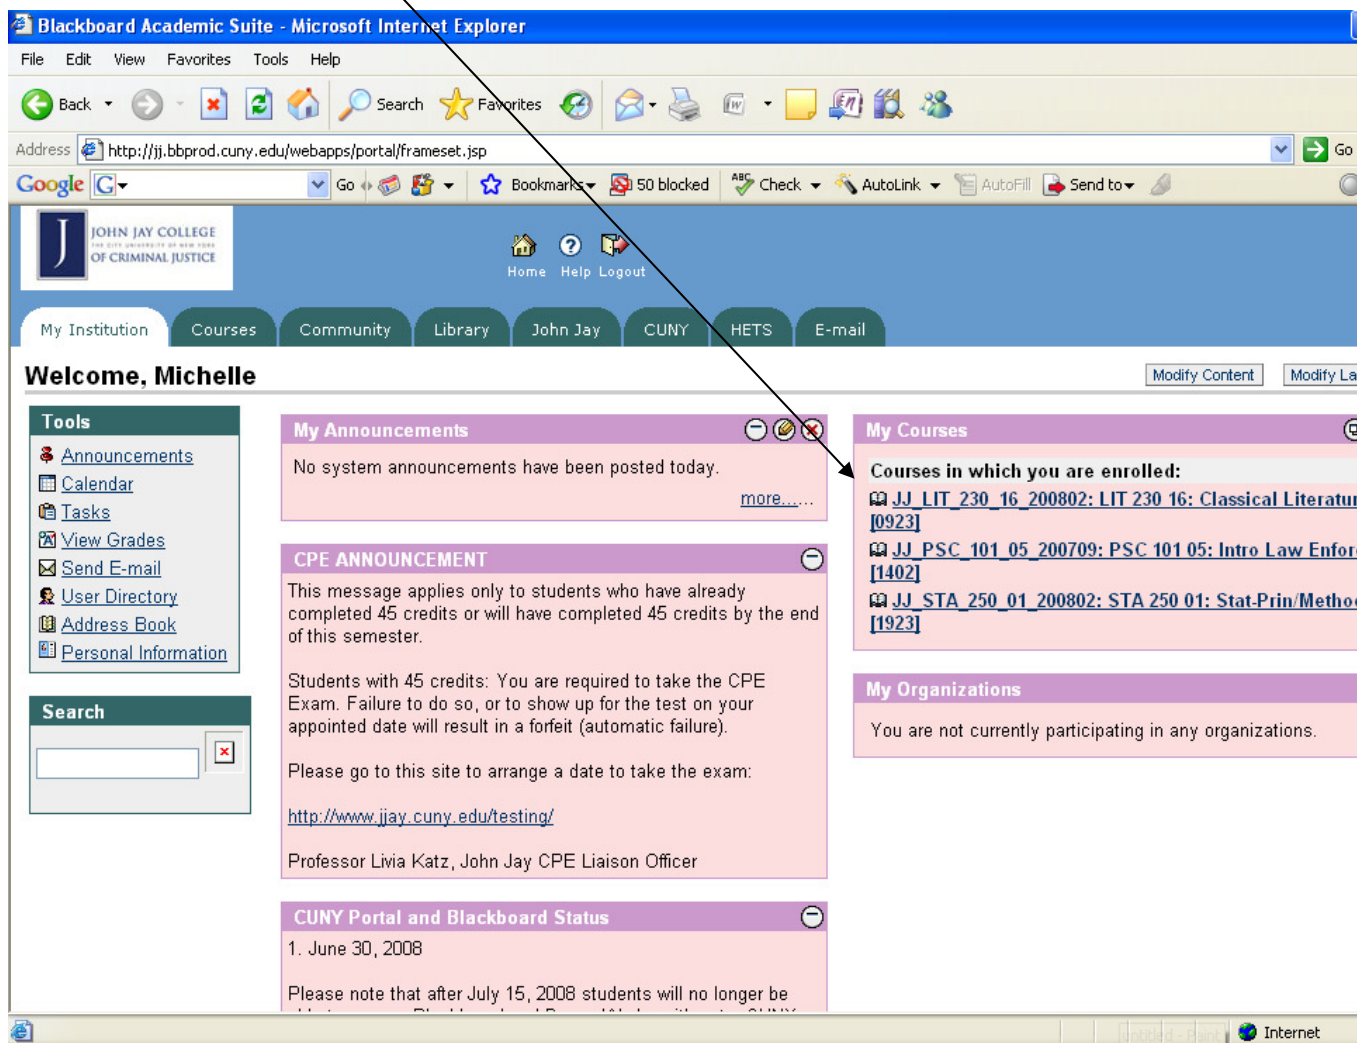 Blackboard Academic Suite - Microsoft Internet Explorer
File Edit View Favorites Tools Help
Back Search Favorites
Address http://jj.bbprod.cuny.edu/webapps/portal/frameset.jsp Go
Google G Go Bookmarks 50 blocked ABC Check AutoLink AutoFill Send to
J JOHN JAY COLLEGE
THE CITY UNIVERSITY OF NEW YORK
OF CRIMINAL JUSTICE
Home Help Logout
My Institution Courses Community Library John Jay CUNY HETS E-mail
Welcome, Michelle
Modify Content Modify La
Tools
Announcements
Calendar
Tasks
View Grades
Send E-mail
User Directory
Address Book
Personal Information
Search
My Announcements
No system announcements have been posted today.
more......
CPE ANNOUNCEMENT
This message applies only to students who have already
completed 45 credits or will have completed 45 credits by the end
of this semester.
Students with 45 credits: You are required to take the CPE
Exam. Failure to do so, or to show up for the test on your
appointed date will result in a forfeit (automatic failure).
Please go to this site to arrange a date to take the exam:
http://www.jjay.cuny.edu/testing/
Professor Livia Katz, John Jay CPE Liaison Officer
CUNY Portal and Blackboard Status
1. June 30, 2008
Please note that after July 15, 2008 students will no longer be
My Courses
Courses in which you are enrolled:
JJ_LIT_230_16_200802: LIT 230 16: Classical Literatur
[0923]
JJ_PSC_101_05_200709: PSC 101 05: Intro Law Enfor
[1402]
JJ_STA_250_01_200802: STA 250 01: Stat-Prin/Metho
[1923]
My Organizations
You are not currently participating in any organizations.
untitled - Paint
Internet